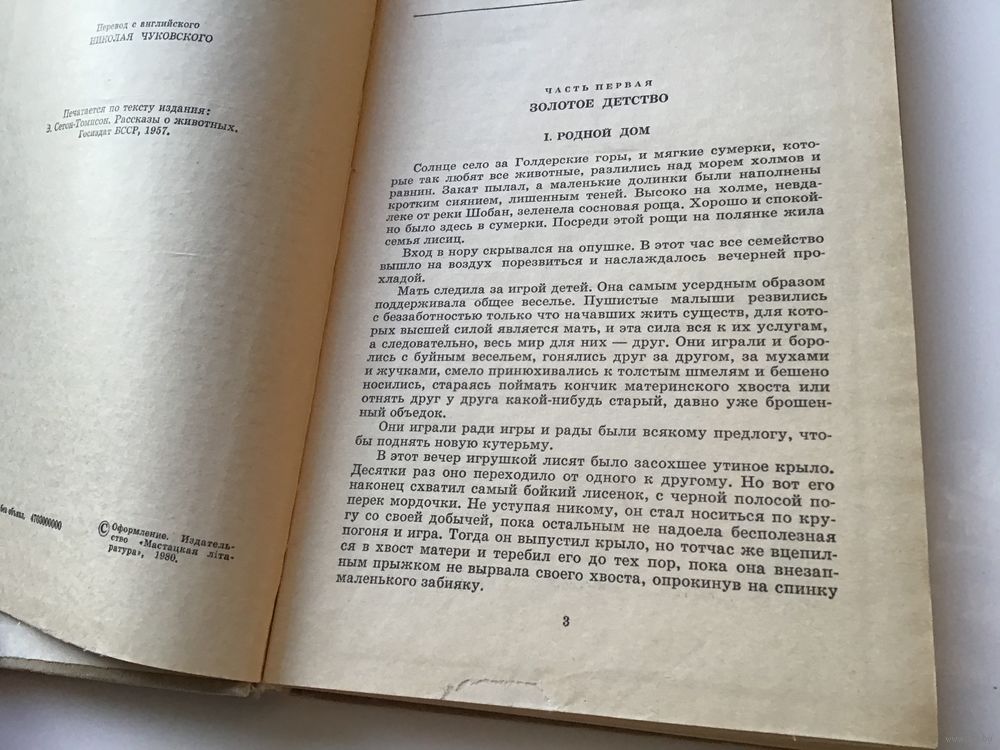 Перевод с английского
НИКОЛАЯ ЧУКОВСКОГО
Печатается по тексту издания:
Э. Сетон-Томпсон. Рассказы о животных.
Госиздат БССР, 1957.
без объявл. 4703000000
© Оформление. Издатель-
ство «Мастацкая літа-
ратура», 1980.
ЧАСТЬ ПЕРВАЯ
ЗОЛОТОЕ ДЕТСТВО
I. РОДНОЙ ДОМ
Солнце село за Голдерские горы, и мягкие сумерки, кото-
рые так любят все животные, разлились над морем холмов и
равнин. Закат пылал, а маленькие долинки были наполнены
кротким сиянием, лишенным теней. Высоко на холме, невда-
леке от реки Шобан, зеленела сосновая роща. Хорошо и спокой-
но было здесь в сумерки. Посреди этой рощи на полянке жила
семья лисиц.
Вход в нору скрывался на опушке. В этот час все семейство
вышло на воздух порезвиться и наслаждалось вечерней про-
хладой.
Мать следила за игрой детей. Она самым усердным образом
поддерживала общее веселье. Пушистые малыши резвились
с беззаботностью только что начавших жить существ, для кото-
рых высшей силой является мать, и эта сила вся к их услугам,
а следовательно, весь мир для них — друг. Они играли и боро-
лись с буйным весельем, гонялись друг за другом, за мухами
и жучками, смело принюхивались к толстым шмелям и бешено
носились, стараясь поймать кончик материнского хвоста или
отнять друг у друга какой-нибудь старый, давно уже брошен-
ный объедок.
Они играли ради игры и рады были всякому предлогу, что-
бы поднять новую кутерьму.
В этот вечер игрушкой лисят было засохшее утиное крыло.
Десятки раз оно переходило от одного к другому. Но вот его
наконец схватил самый бойкий лисенок, с черной полосой по-
перек мордочки. Не уступая никому, он стал носиться по кру-
гу со своей добычей, пока остальным не надоела бесполезная
погоня и игра. Тогда он выпустил крыло, но тотчас же вцепил-
ся в хвост матери и теребил его до тех пор, пока она внезап-
ным прыжком не вырвала своего хвоста, опрокинув на спинку
маленького забияку.
3